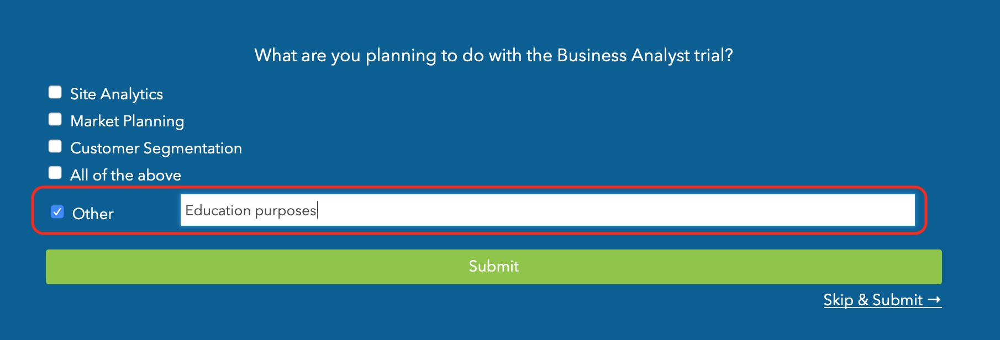 What are you planning to do with the Business Analyst trial?
Site Analytics
Market Planning
Customer Segmentation
All of the above
Other
Education purposes
Submit
Skip & Submit →